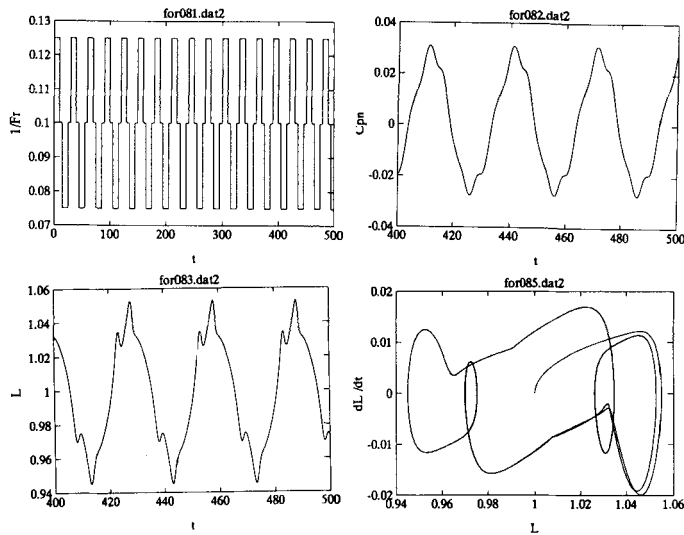 for081.dat2
0.13
0.12
0.11
0.1
0.09
0.08
0.07
1/Fr
0 100 200 300 400 500
t
for082.dat2
0.04
0.02
0
-0.02
-0.04
Cpn
400 420 440 460 480 500
t
for083.dat2
1.06
1.04
1.02
1
0.98
0.96
0.94
L
400 420 440 460 480 500
t
for085.dat2
0.02
0.01
0
-0.01
-0.02
dL/dt
0.94 0.96 0.98 1 1.02 1.04 1.06
L